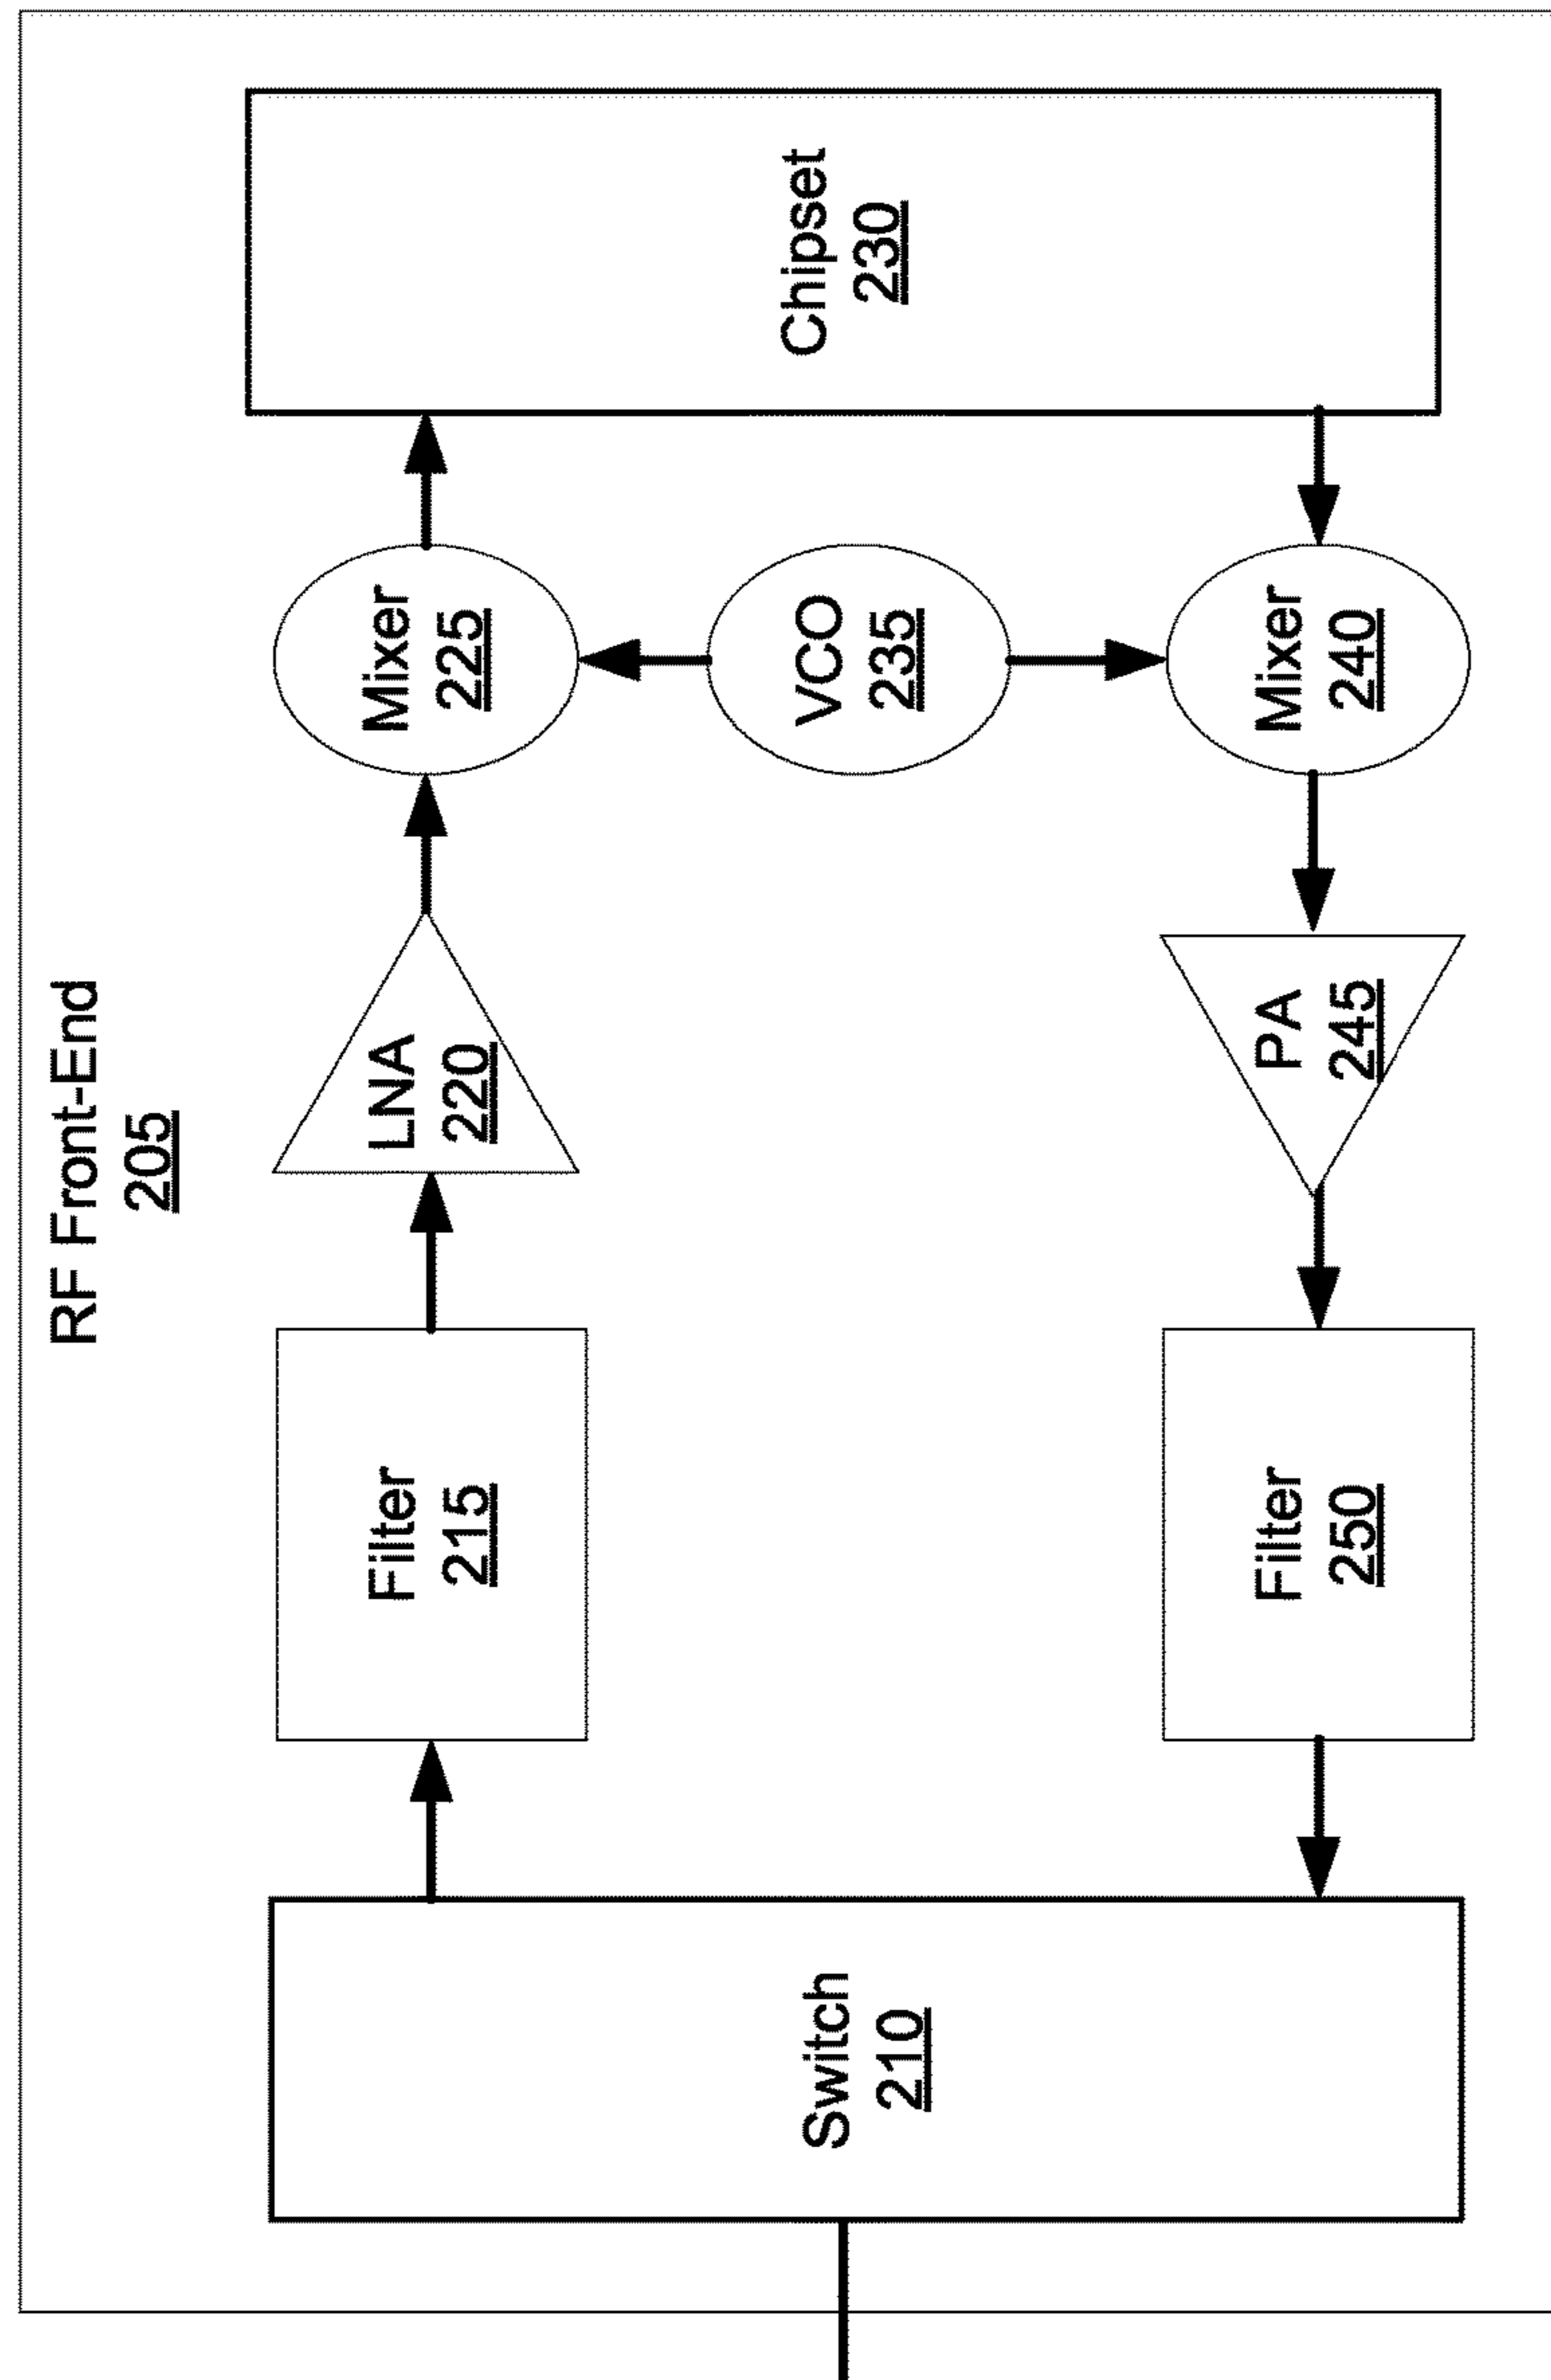 RF Front-End
205
Switch
210
Filter
215
LNA
220
Mixer
225
Chipset
230
VCO
235
Mixer
240
PA
245
Filter
250